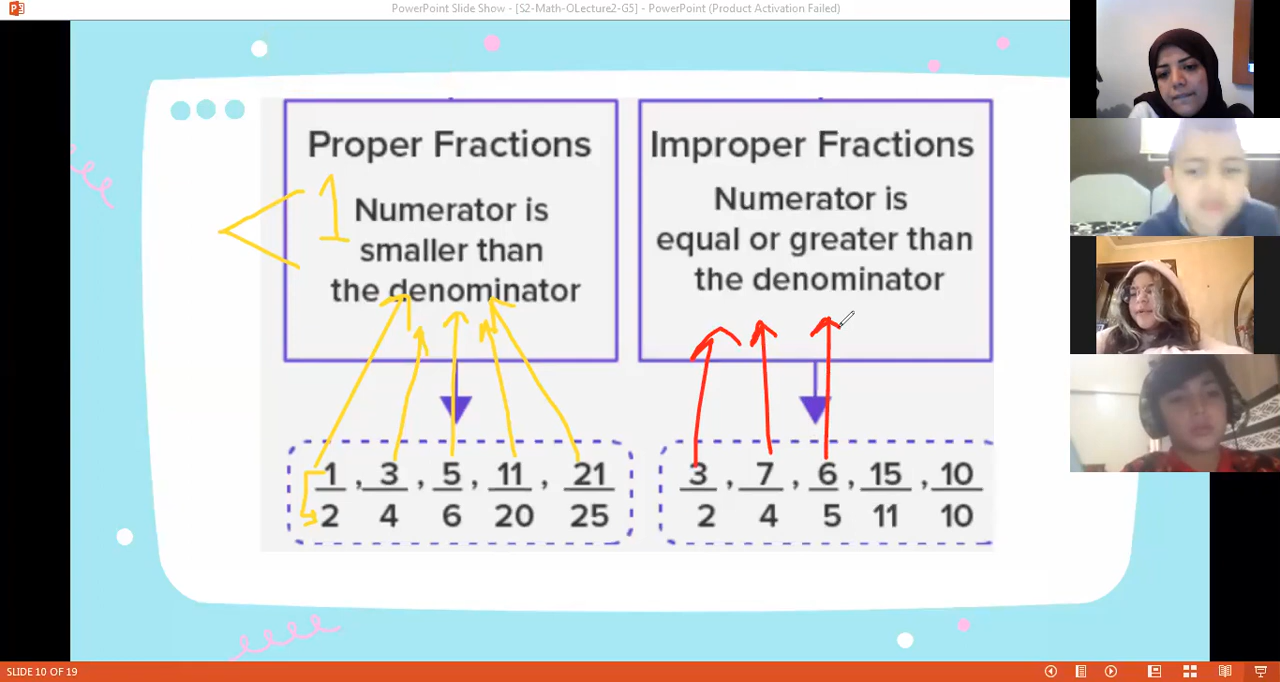 PowerPoint Slide Show - [S2-Math-OLecture2-G5] - PowerPoint (Product Activation Failed)
Proper Fractions
Numerator is
smaller than
the denominator
< 1
1/2, 3/4, 5/6, 11/20, 21/25
Improper Fractions
Numerator is
equal or greater than
the denominator
3/2, 7/4, 6/5, 15/11, 10/10
SLIDE 10 OF 19